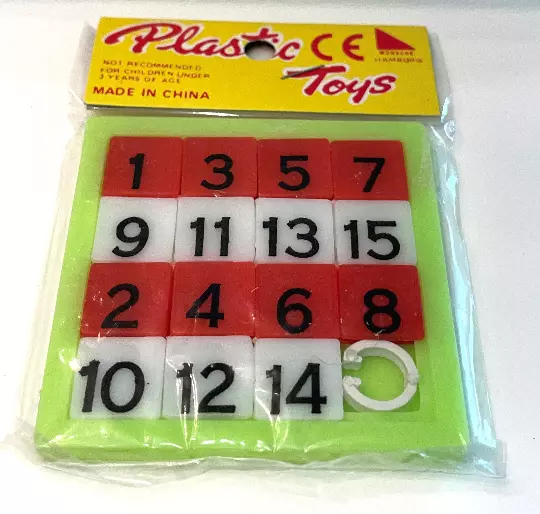 Plastic CE
Toys
NOT RECOMMENDED
FOR CHILDREN UNDER
3 YEARS OF AGE
MADE IN CHINA
HAMBURG
1 3 5 7
9 11 13 15
2 4 6 8
10 12 14